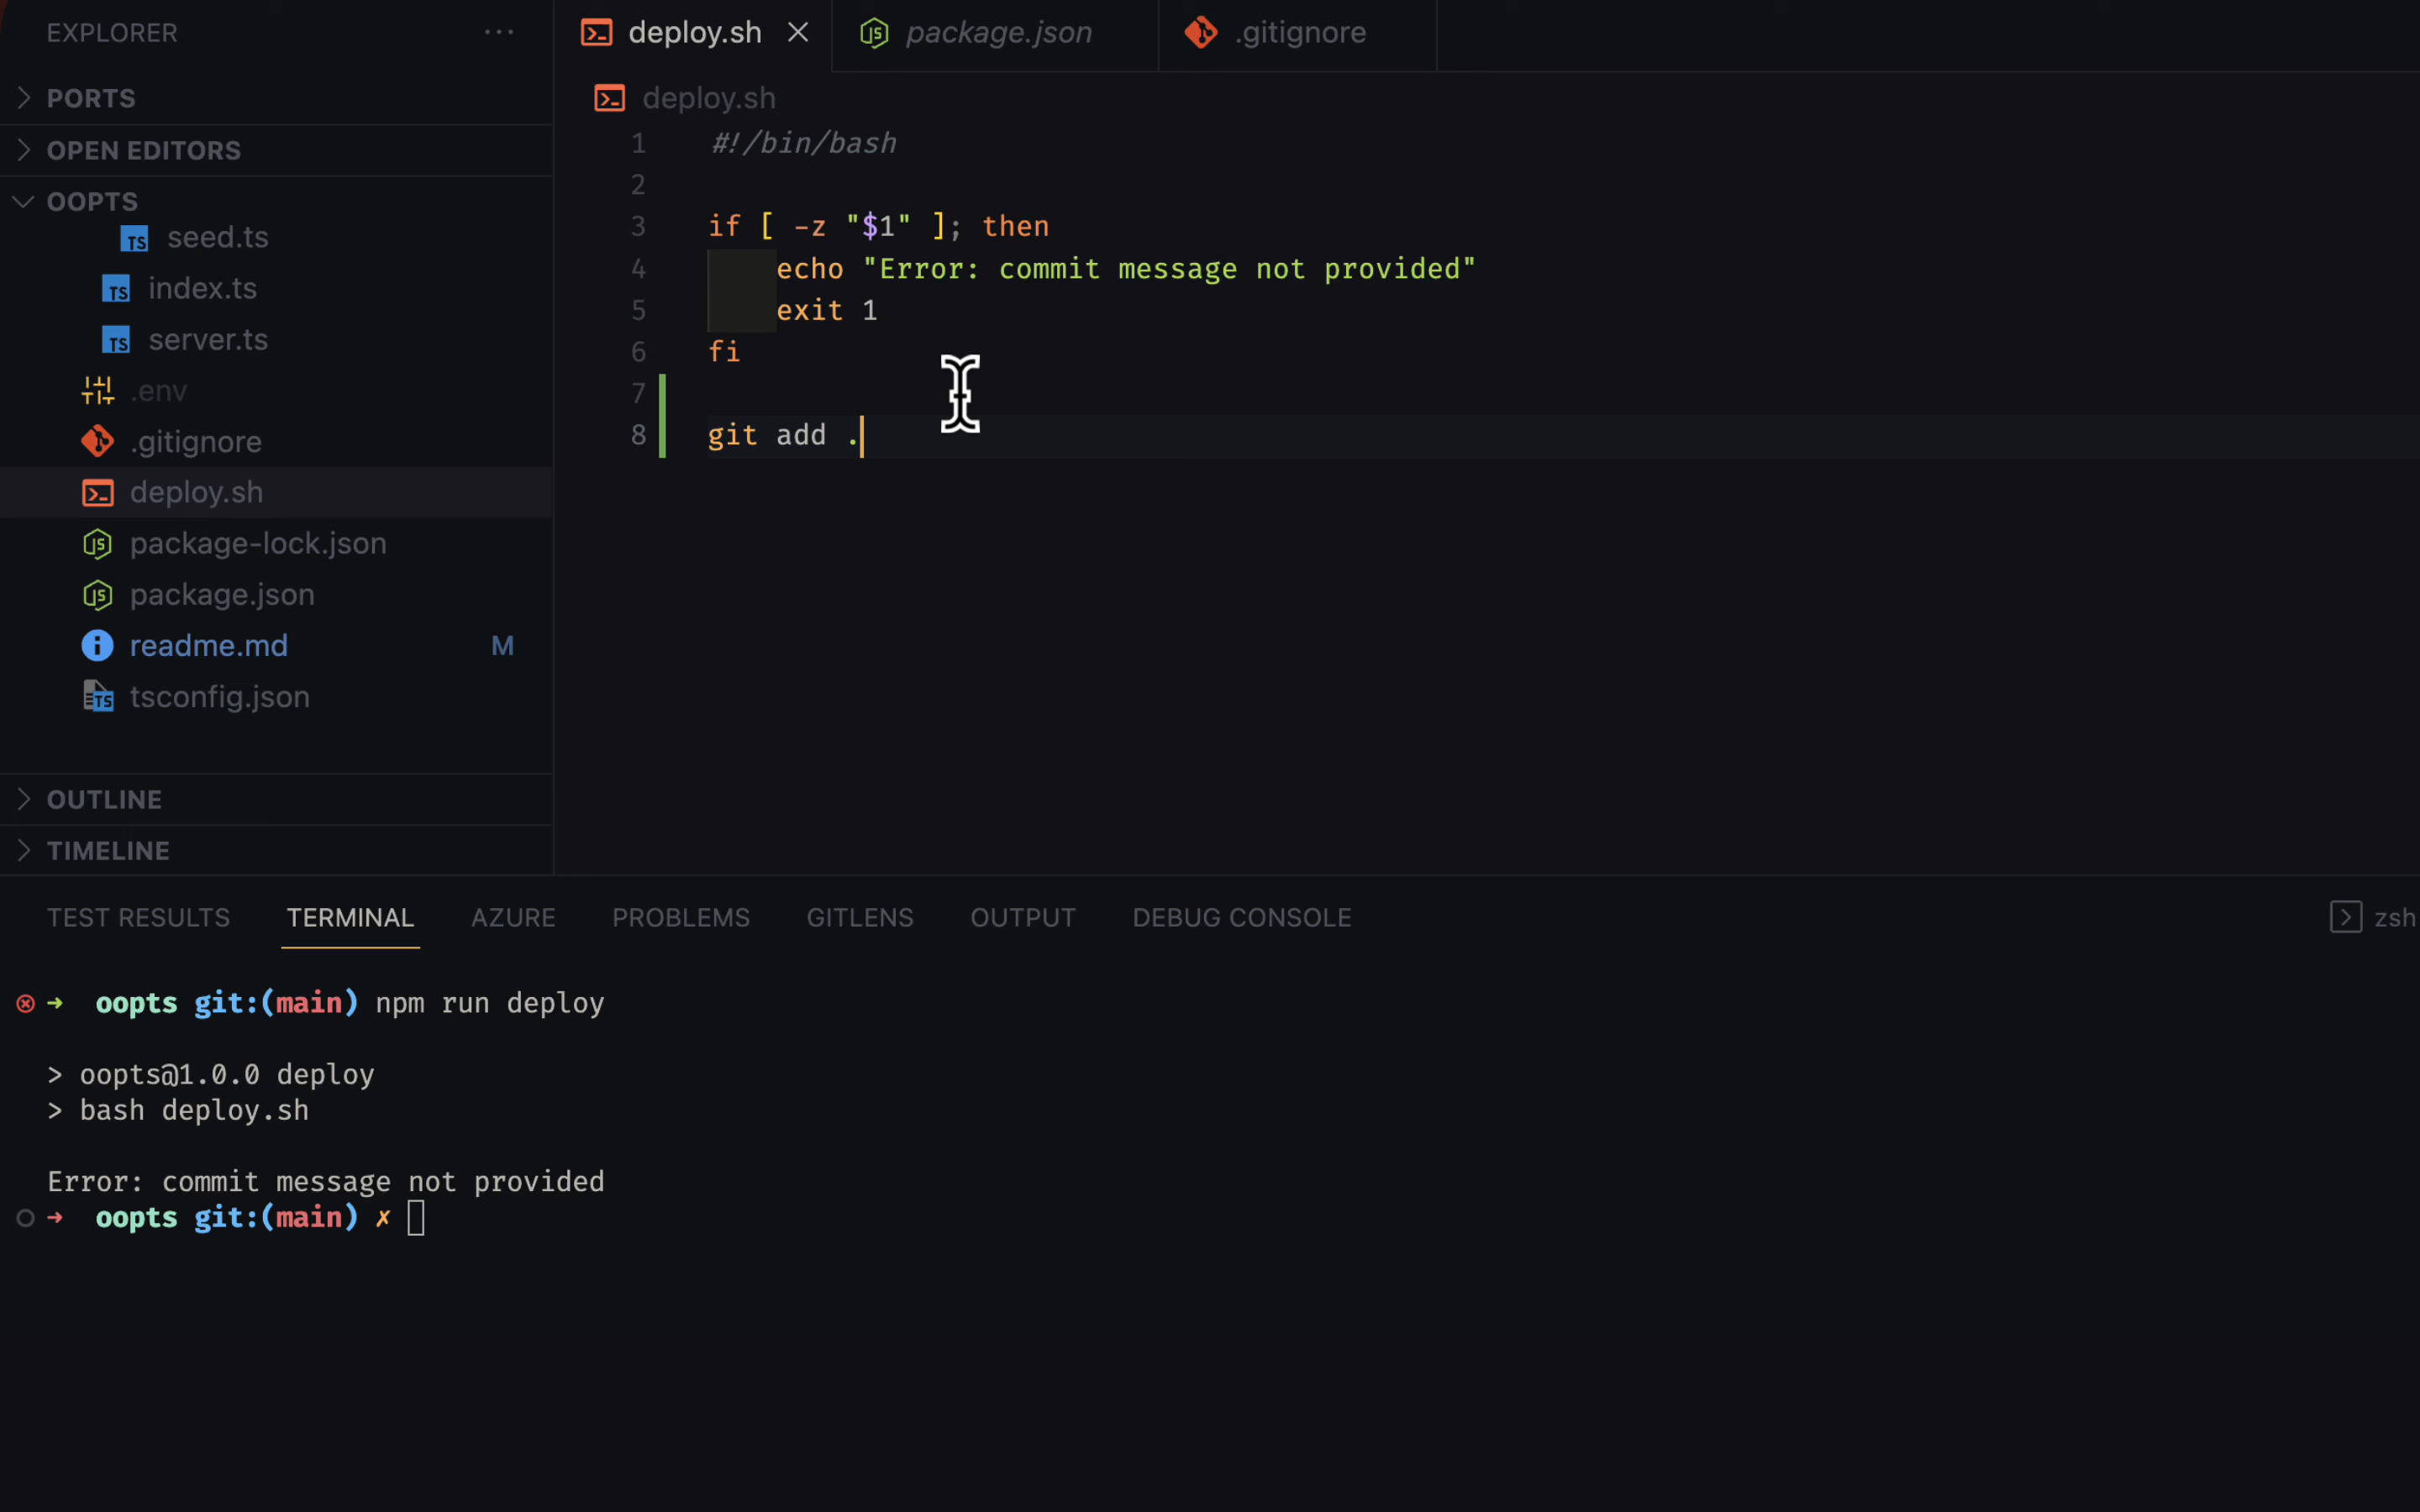 EXPLORER ...
PORTS
OPEN EDITORS
OOPTS
seed.ts
index.ts
server.ts
.env
.gitignore
deploy.sh
package-lock.json
package.json
readme.md M
tsconfig.json
OUTLINE
TIMELINE
deploy.sh package.json .gitignore
deploy.sh
1 #!/bin/bash
2
3 if [ -z "$1" ]; then
4 echo "Error: commit message not provided"
5 exit 1
6 fi
7
8 git add .
TEST RESULTS TERMINAL AZURE PROBLEMS GITLENS OUTPUT DEBUG CONSOLE zsh
➜ oopts git:(main) npm run deploy
> oopts@1.0.0 deploy
> bash deploy.sh
Error: commit message not provided
➜ oopts git:(main) ✗